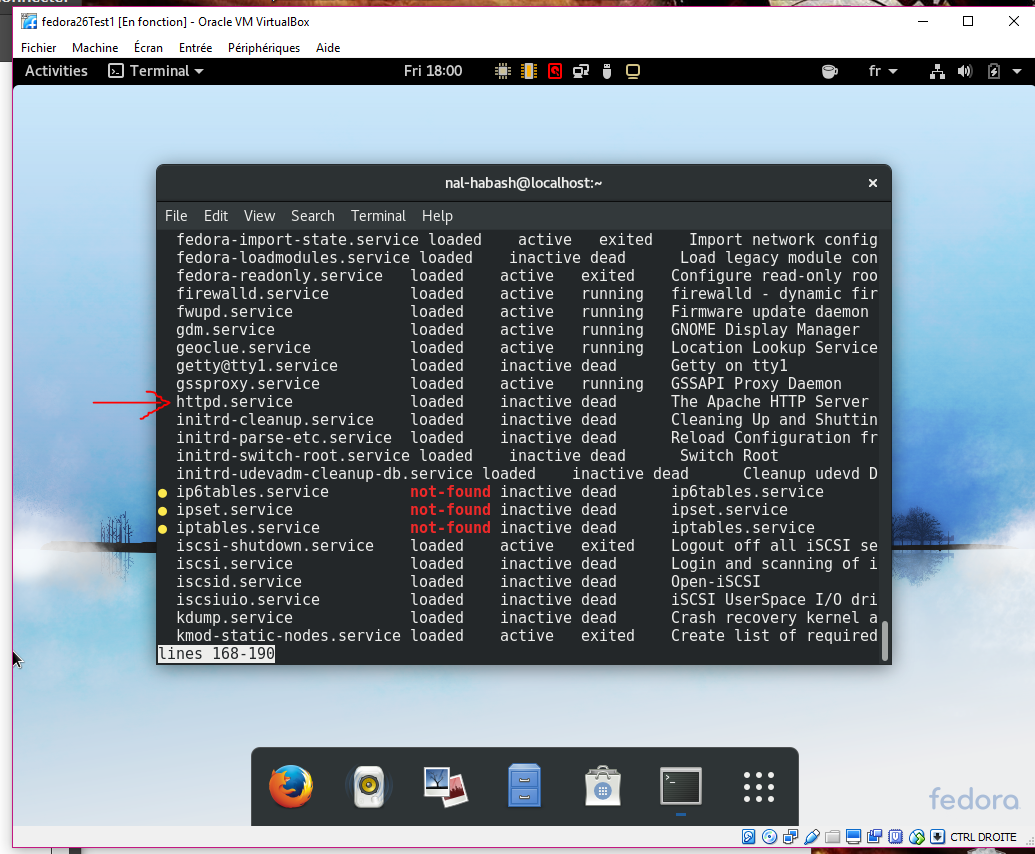 fedora26Test1 [En fonction] - Oracle VM VirtualBox
Fichier Machine Écran Entrée Périphériques Aide
Activities Terminal Fri 18:00 fr
nal-habash@localhost:~
File Edit View Search Terminal Help
fedora-import-state.service loaded active exited Import network config
fedora-loadmodules.service loaded inactive dead Load legacy module con
fedora-readonly.service loaded active exited Configure read-only roo
firewalld.service loaded active running firewalld - dynamic fir
fwupd.service loaded active running Firmware update daemon
gdm.service loaded active running GNOME Display Manager
geoclue.service loaded active running Location Lookup Service
getty@tty1.service loaded inactive dead Getty on tty1
gssproxy.service loaded active running GSSAPI Proxy Daemon
httpd.service loaded inactive dead The Apache HTTP Server
initrd-cleanup.service loaded inactive dead Cleaning Up and Shuttin
initrd-parse-etc.service loaded inactive dead Reload Configuration fr
initrd-switch-root.service loaded inactive dead Switch Root
initrd-udevadm-cleanup-db.service loaded inactive dead Cleanup udevd D
● ip6tables.service not-found inactive dead ip6tables.service
● ipset.service not-found inactive dead ipset.service
● iptables.service not-found inactive dead iptables.service
iscsi-shutdown.service loaded active exited Logout off all iSCSI se
iscsi.service loaded inactive dead Login and scanning of i
iscsid.service loaded inactive dead Open-iSCSI
iscsiuio.service loaded inactive dead iSCSI UserSpace I/O dri
kdump.service loaded inactive dead Crash recovery kernel a
kmod-static-nodes.service loaded active exited Create list of required
lines 168-190
fedora
CTRL DROITE